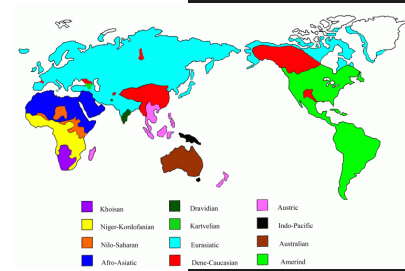 Khoisan
Niger-Kordofanian
Nilo-Saharan
Afro-Asiatic
Dravidian
Kartvelian
Eurasiatic
Dene-Caucasian
Austric
Indo-Pacific
Australian
Amerind